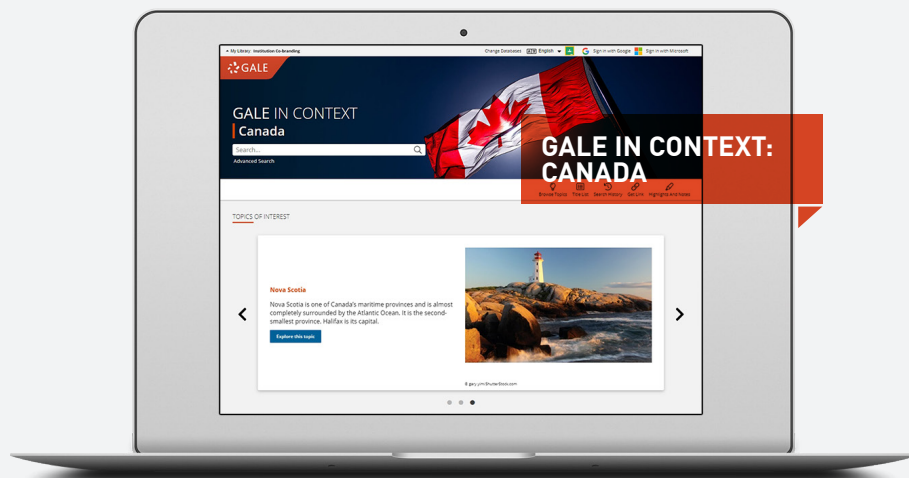 My Library: Institution Co-branding
Change Databases
English
Sign in with Google
Sign in with Microsoft
GALE
GALE IN CONTEXT
Canada
Search...
Advanced Search
GALE IN CONTEXT:
CANADA
Browse Topics
Title List
Search History
Get Link
Highlights And Notes
TOPICS OF INTEREST
Nova Scotia
Nova Scotia is one of Canada's maritime provinces and is almost
completely surrounded by the Atlantic Ocean. It is the second-
smallest province. Halifax is its capital.
Explore this topic
© gary yim/Shutterstock.com